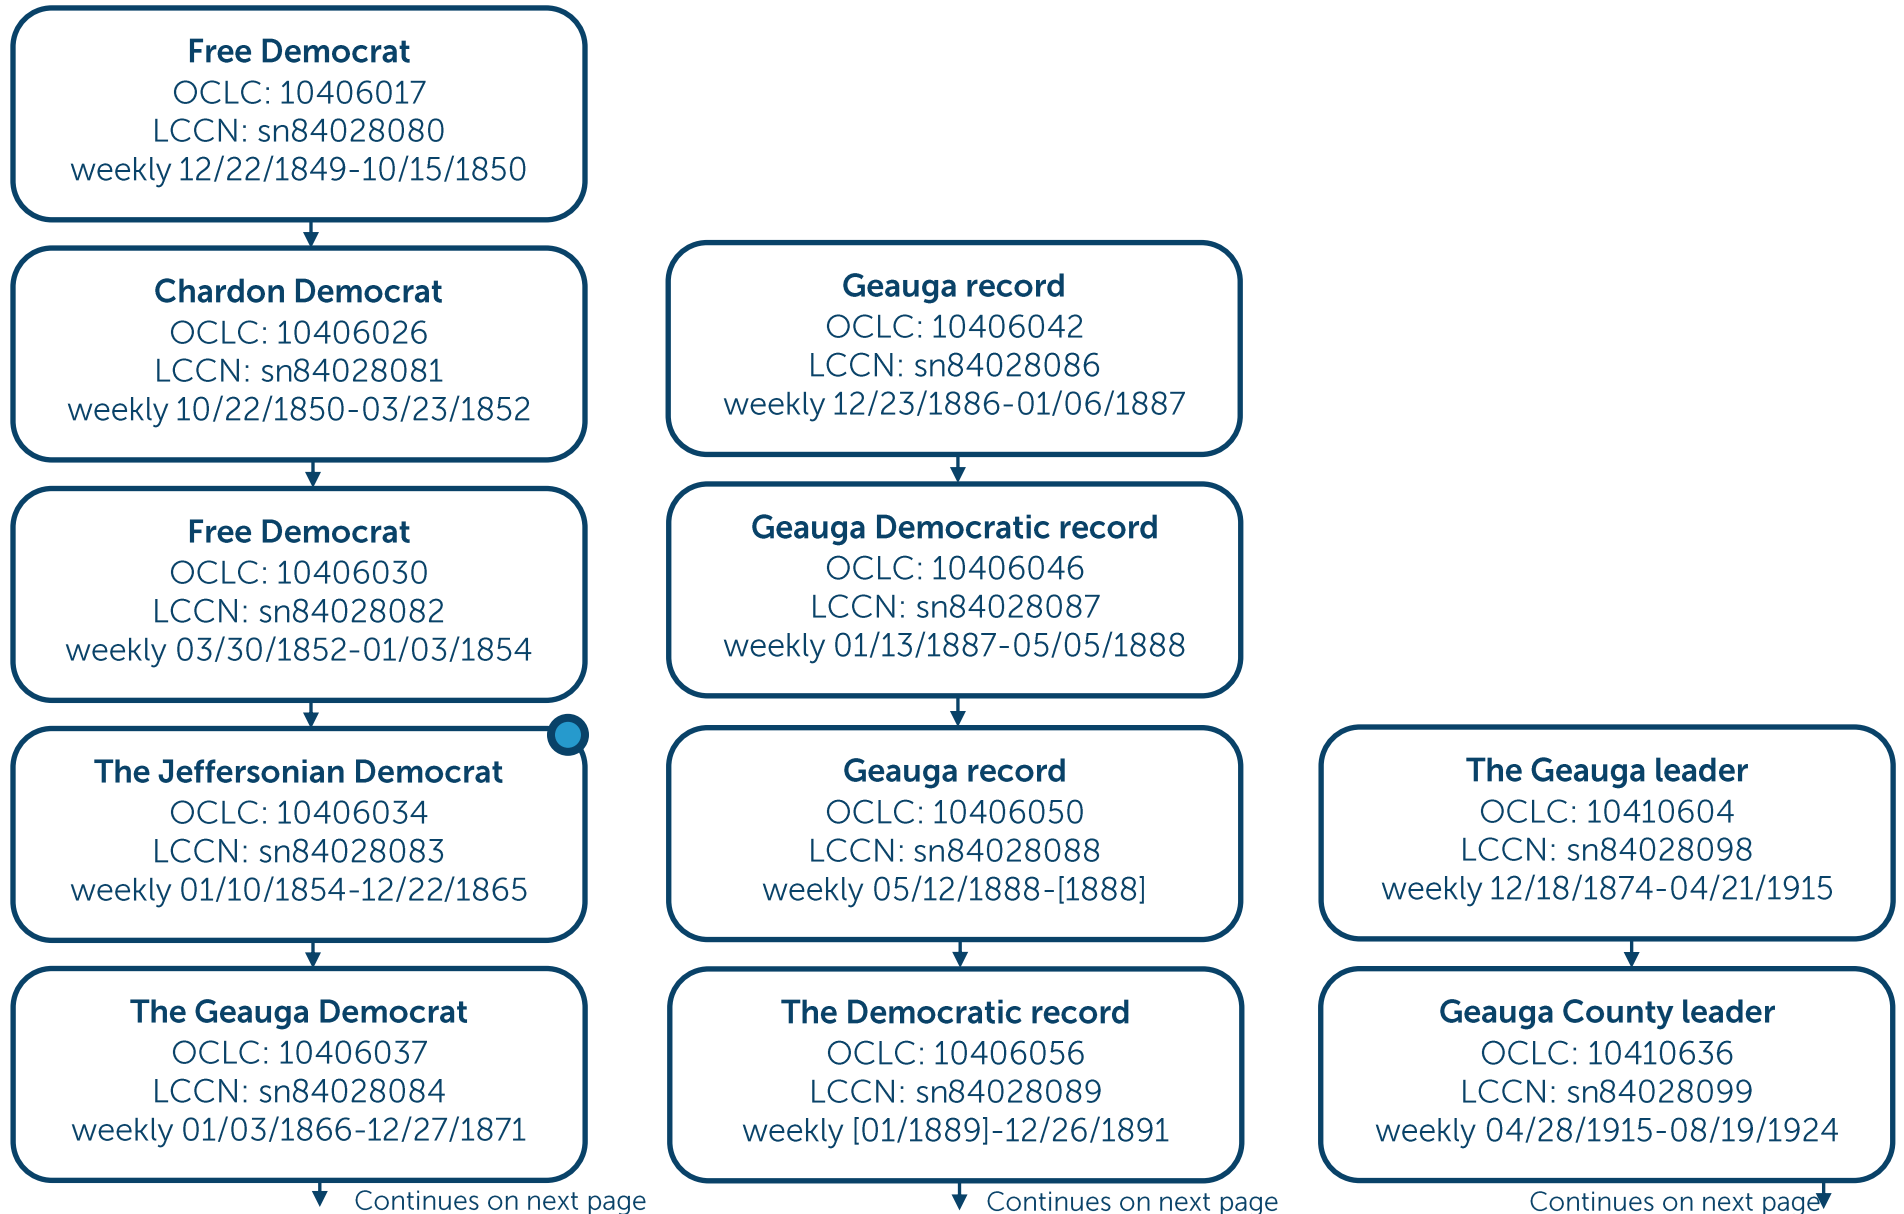 Free Democrat
OCLC: 10406017
LCCN: sn84028080
weekly 12/22/1849-10/15/1850
Chardon Democrat
OCLC: 10406026
LCCN: sn84028081
weekly 10/22/1850-03/23/1852
Free Democrat
OCLC: 10406030
LCCN: sn84028082
weekly 03/30/1852-01/03/1854
The Jeffersonian Democrat
OCLC: 10406034
LCCN: sn84028083
weekly 01/10/1854-12/22/1865
The Geauga Democrat
OCLC: 10406037
LCCN: sn84028084
weekly 01/03/1866-12/27/1871
Continues on next page
Geauga record
OCLC: 10406042
LCCN: sn84028086
weekly 12/23/1886-01/06/1887
Geauga Democratic record
OCLC: 10406046
LCCN: sn84028087
weekly 01/13/1887-05/05/1888
Geauga record
OCLC: 10406050
LCCN: sn84028088
weekly 05/12/1888-[1888]
The Democratic record
OCLC: 10406056
LCCN: sn84028089
weekly [01/1889]-12/26/1891
Continues on next page
The Geauga leader
OCLC: 10410604
LCCN: sn84028098
weekly 12/18/1874-04/21/1915
Geauga County leader
OCLC: 10410636
LCCN: sn84028099
weekly 04/28/1915-08/19/1924
Continues on next page